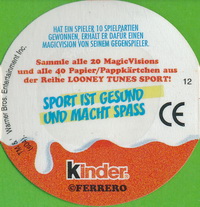 HAT EIN SPIELER 10 SPIELPARTIEN
GEWONNEN, ERHÄLT ER DAFÜR EINEN
MAGICVISION VON SEINEM GEGENSPIELER.
Sammle alle 20 MagicVisions
und alle 40 Papier/Pappkärtchen aus
der Reihe LOONEY TUNES SPORT!
12
SPORT IST GESUND
UND MACHT SPASS
CE
Kinder
©FERRERO
Warner Bros. Entertainment Inc.